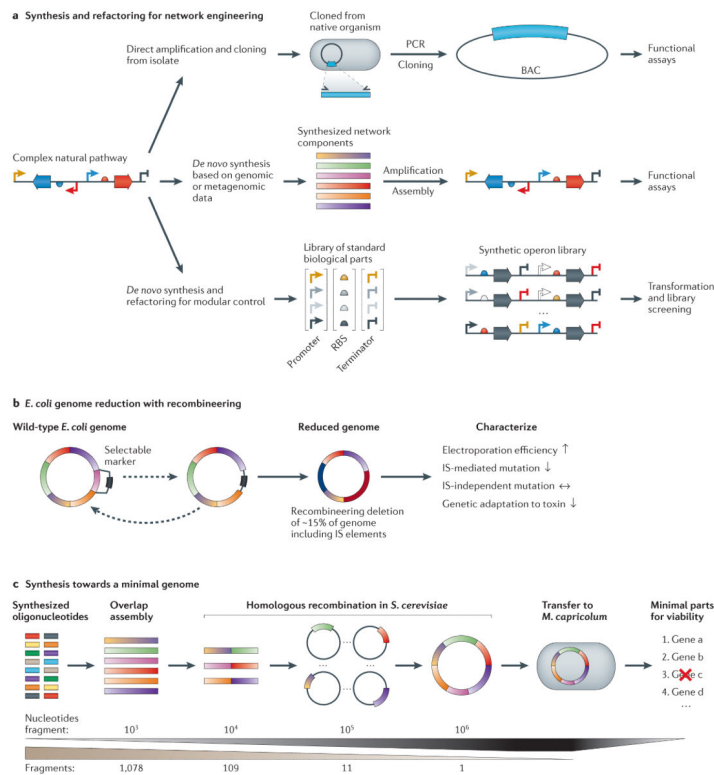 a Synthesis and refactoring for network engineering
Direct amplification and cloning
from isolate
Cloned from
native organism
PCR
Cloning
BAC
Functional
assays
Complex natural pathway
De novo synthesis
based on genomic
or metagenomic
data
Synthesized network
components
Amplification
Assembly
Functional
assays
De novo synthesis and
refactoring for modular control
Library of standard
biological parts
Promoter
RBS
Terminator
Synthetic operon library
...
Transformation
and library
screening
b E. coli genome reduction with recombineering
Wild-type E. coli genome
Selectable
marker
Reduced genome
Recombineering deletion
of ~15% of genome
including IS elements
Characterize
Electroporation efficiency ↑
IS-mediated mutation ↓
IS-independent mutation ↔
Genetic adaptation to toxin ↓
c Synthesis towards a minimal genome
Synthesized
oligonucleotides
Overlap
assembly
Homologous recombination in S. cerevisiae
Transfer to
M. capricolum
Minimal parts
for viability
1. Gene a
2. Gene b
3. Gene c
4. Gene d
...
Nucleotides
fragment: 10³ 10⁴ 10⁵ 10⁶
Fragments: 1,078 109 11 1